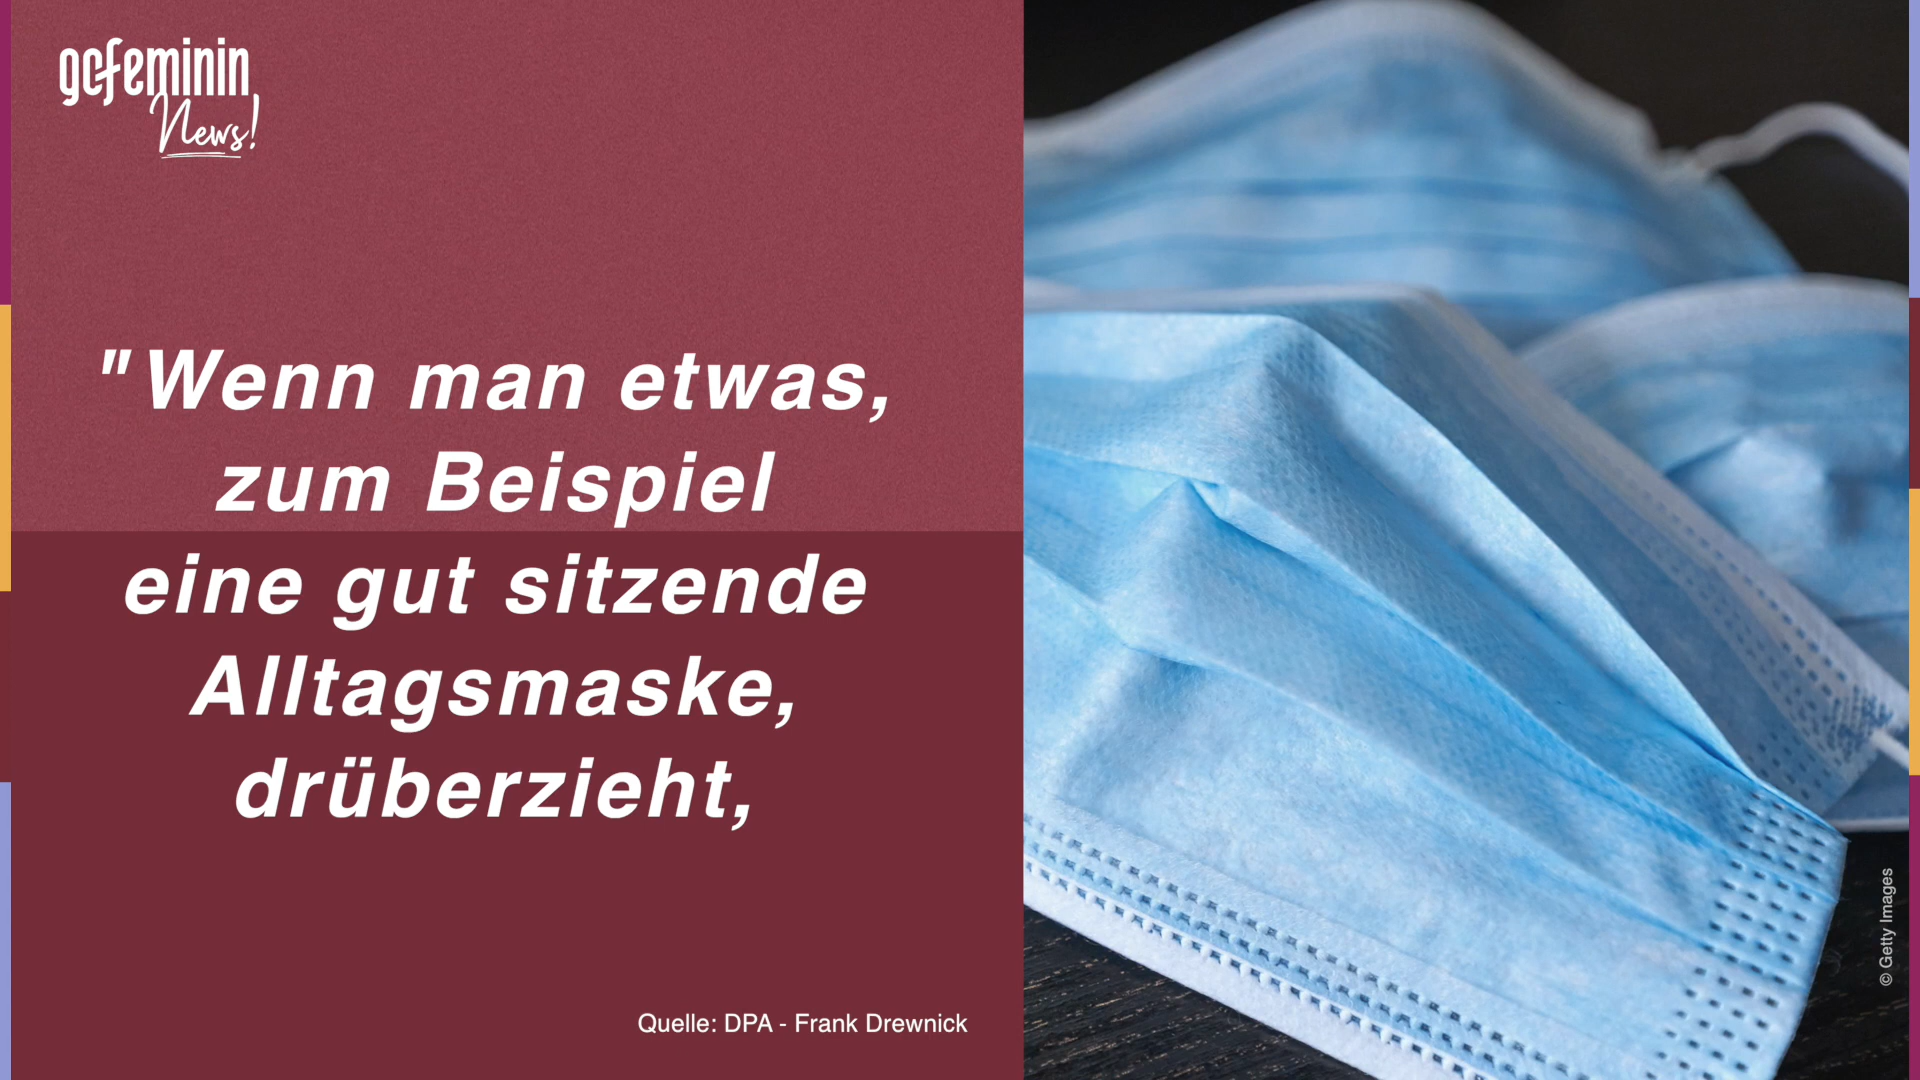 gofeminin
News!
"Wenn man etwas,
zum Beispiel
eine gut sitzende
Alltagsmaske,
drüberzieht,
Quelle: DPA - Frank Drewnick
© Getty Images